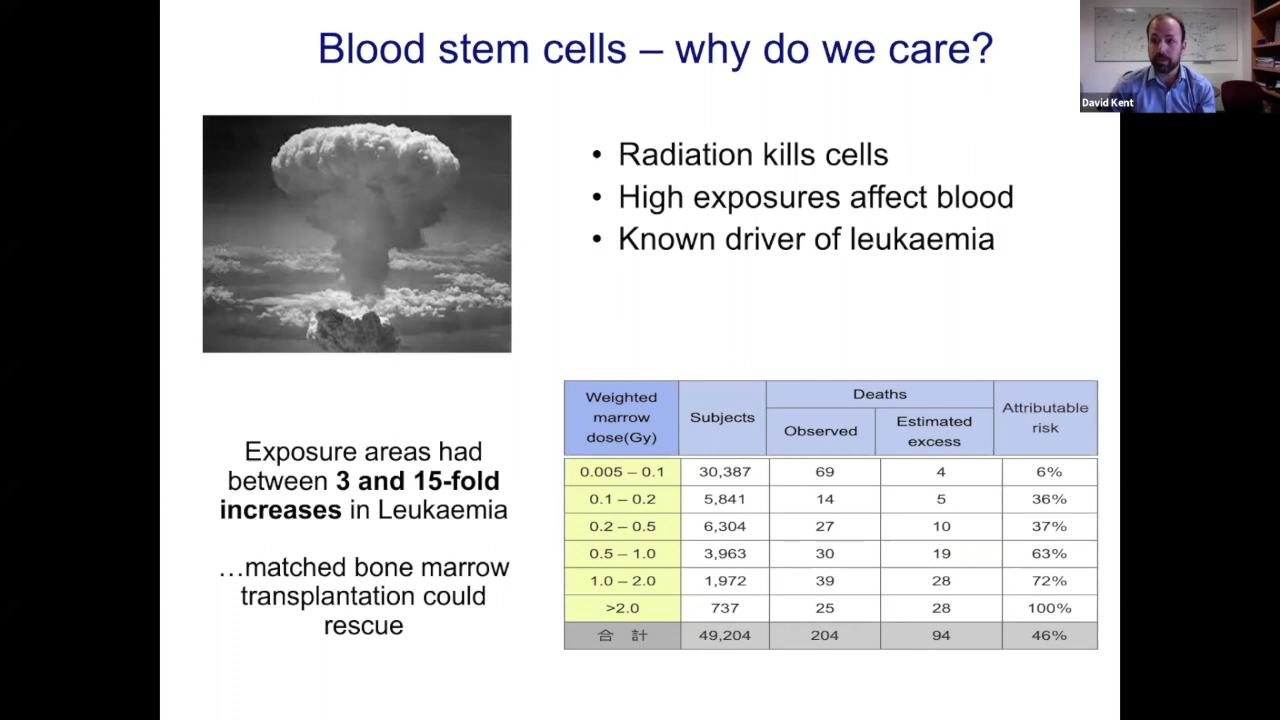 Blood stem cells – why do we care?
David Kent
• Radiation kills cells
• High exposures affect blood
• Known driver of leukaemia
Exposure areas had
between 3 and 15-fold
increases in Leukaemia
…matched bone marrow
transplantation could
rescue
Weighted
marrow
dose(Gy)
Subjects
Deaths
Observed
Estimated
excess
Attributable
risk
0.005 – 0.1 30,387 69 4 6%
0.1 – 0.2 5,841 14 5 36%
0.2 – 0.5 6,304 27 10 37%
0.5 – 1.0 3,963 30 19 63%
1.0 – 2.0 1,972 39 28 72%
>2.0 737 25 28 100%
合 計 49,204 204 94 46%